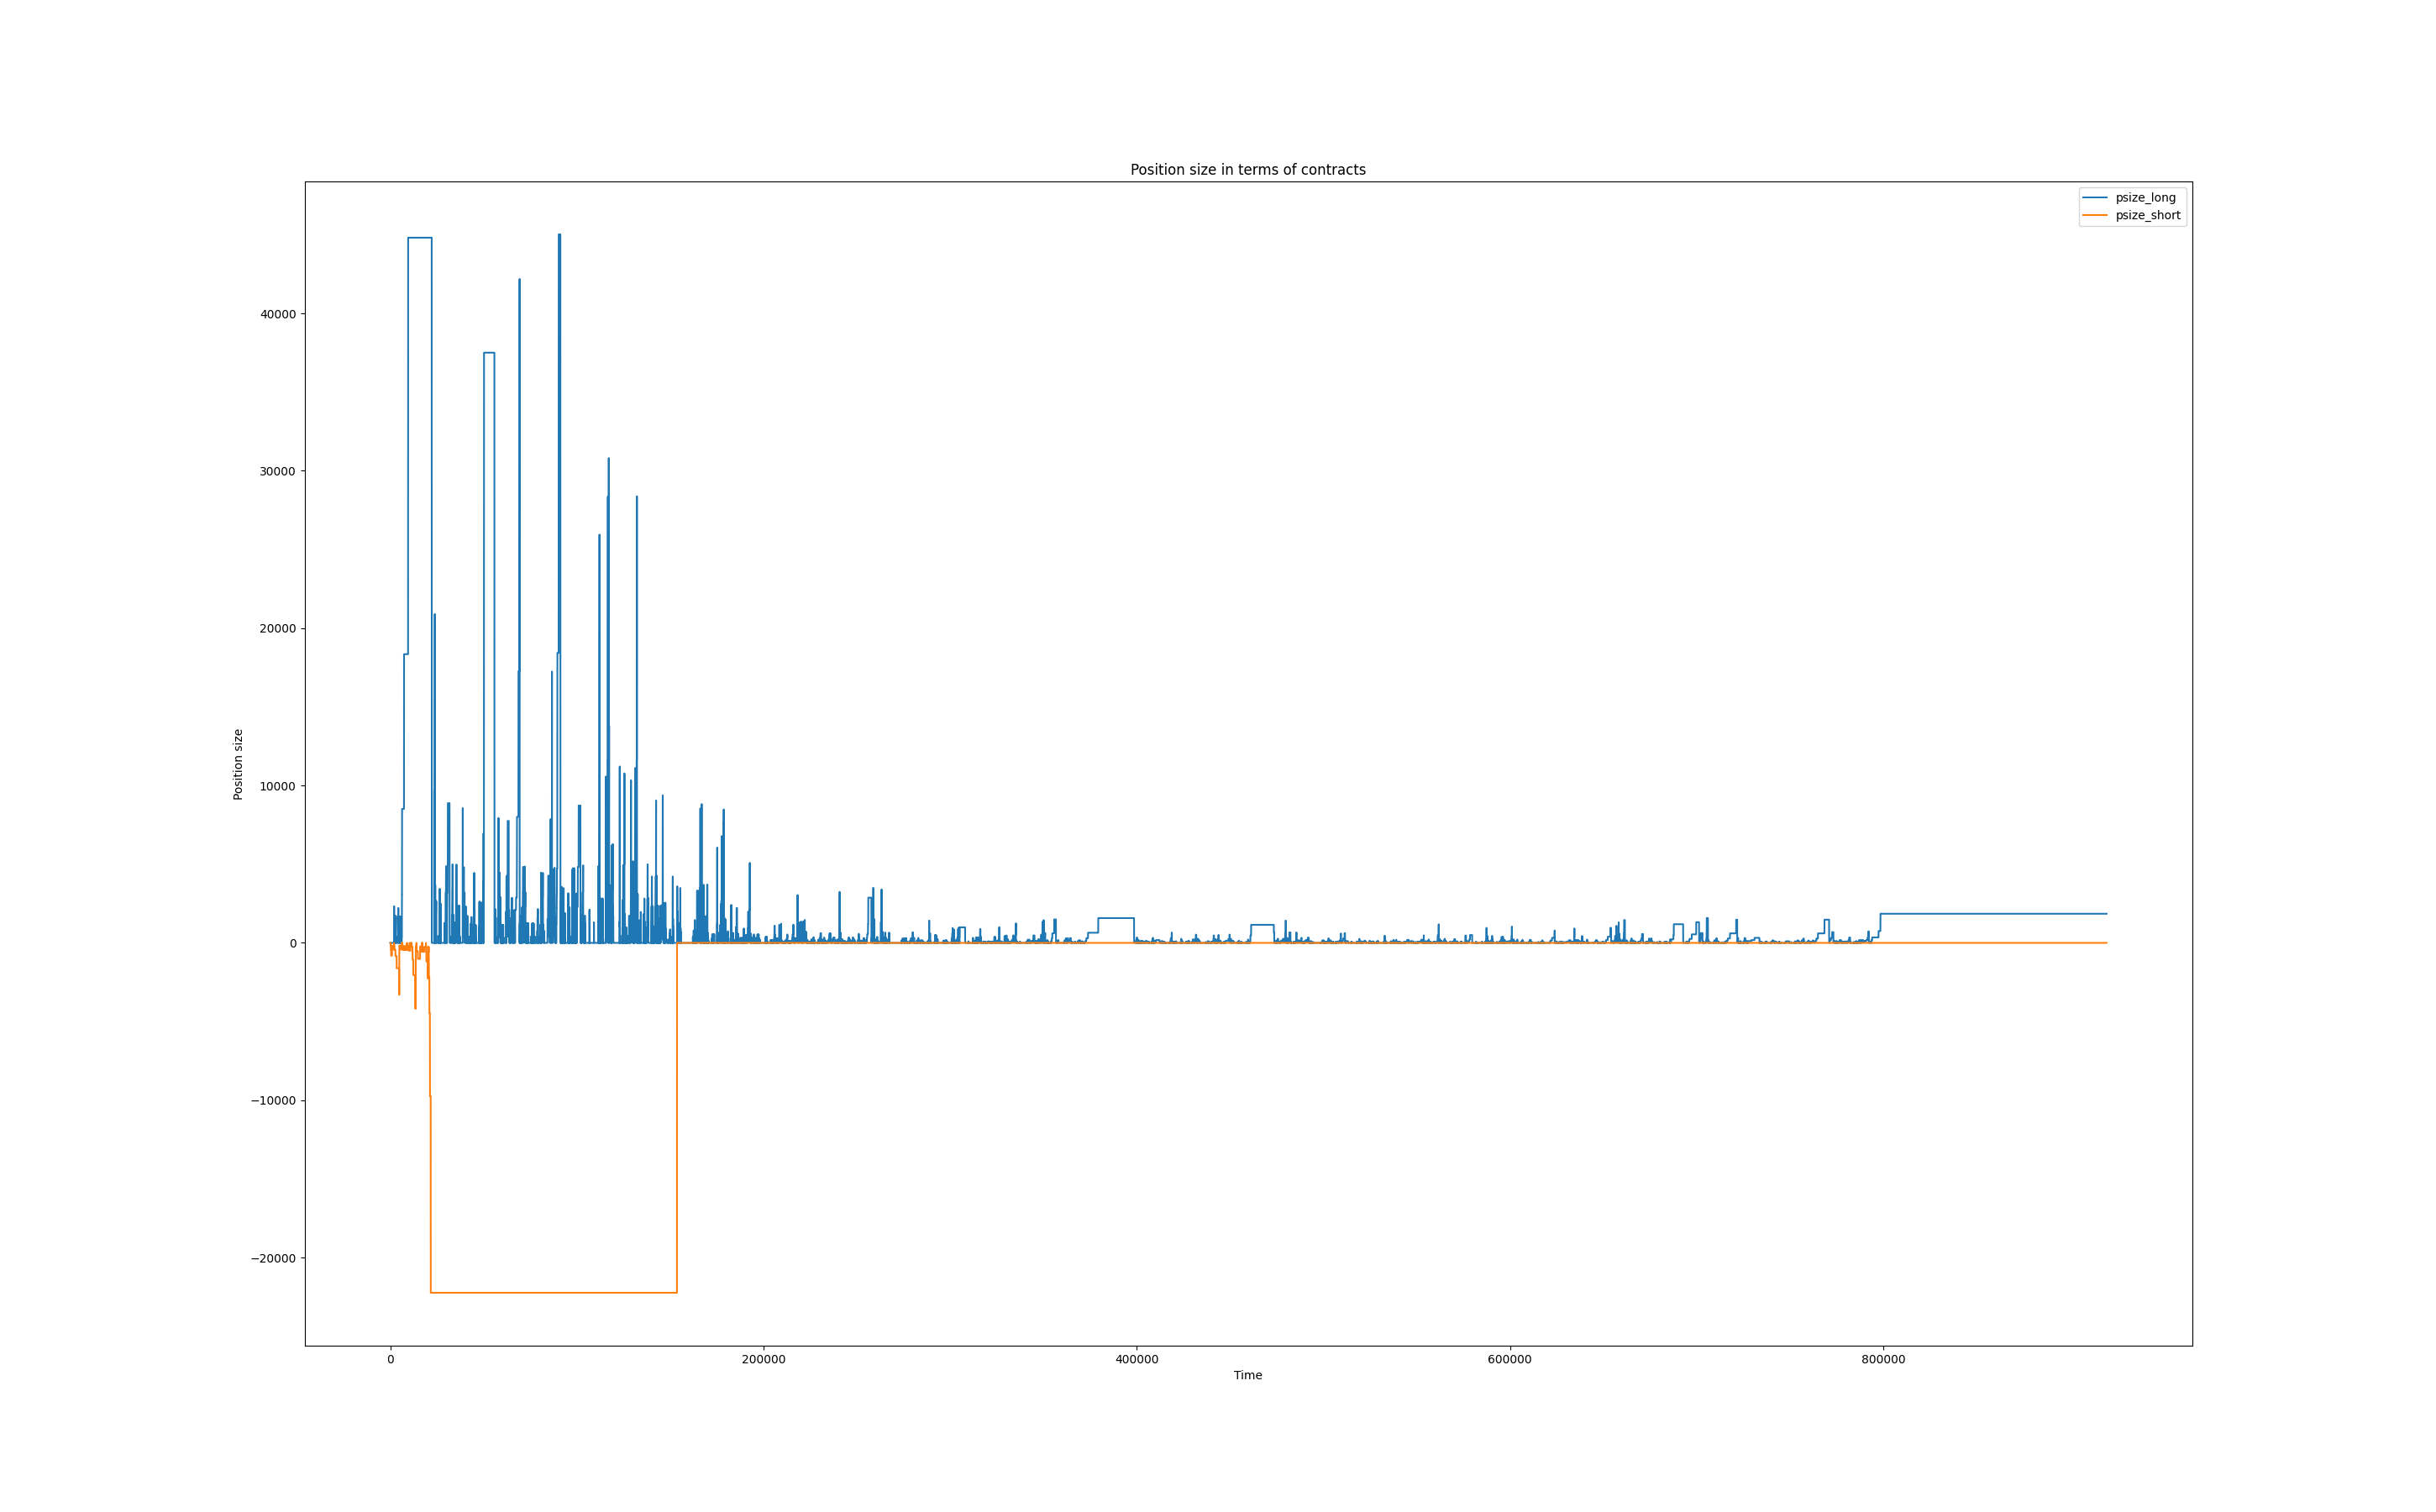 Position size in terms of contracts
psize_long
psize_short
Position size
40000
30000
20000
10000
0
−10000
−20000
0
200000
400000
600000
800000
Time